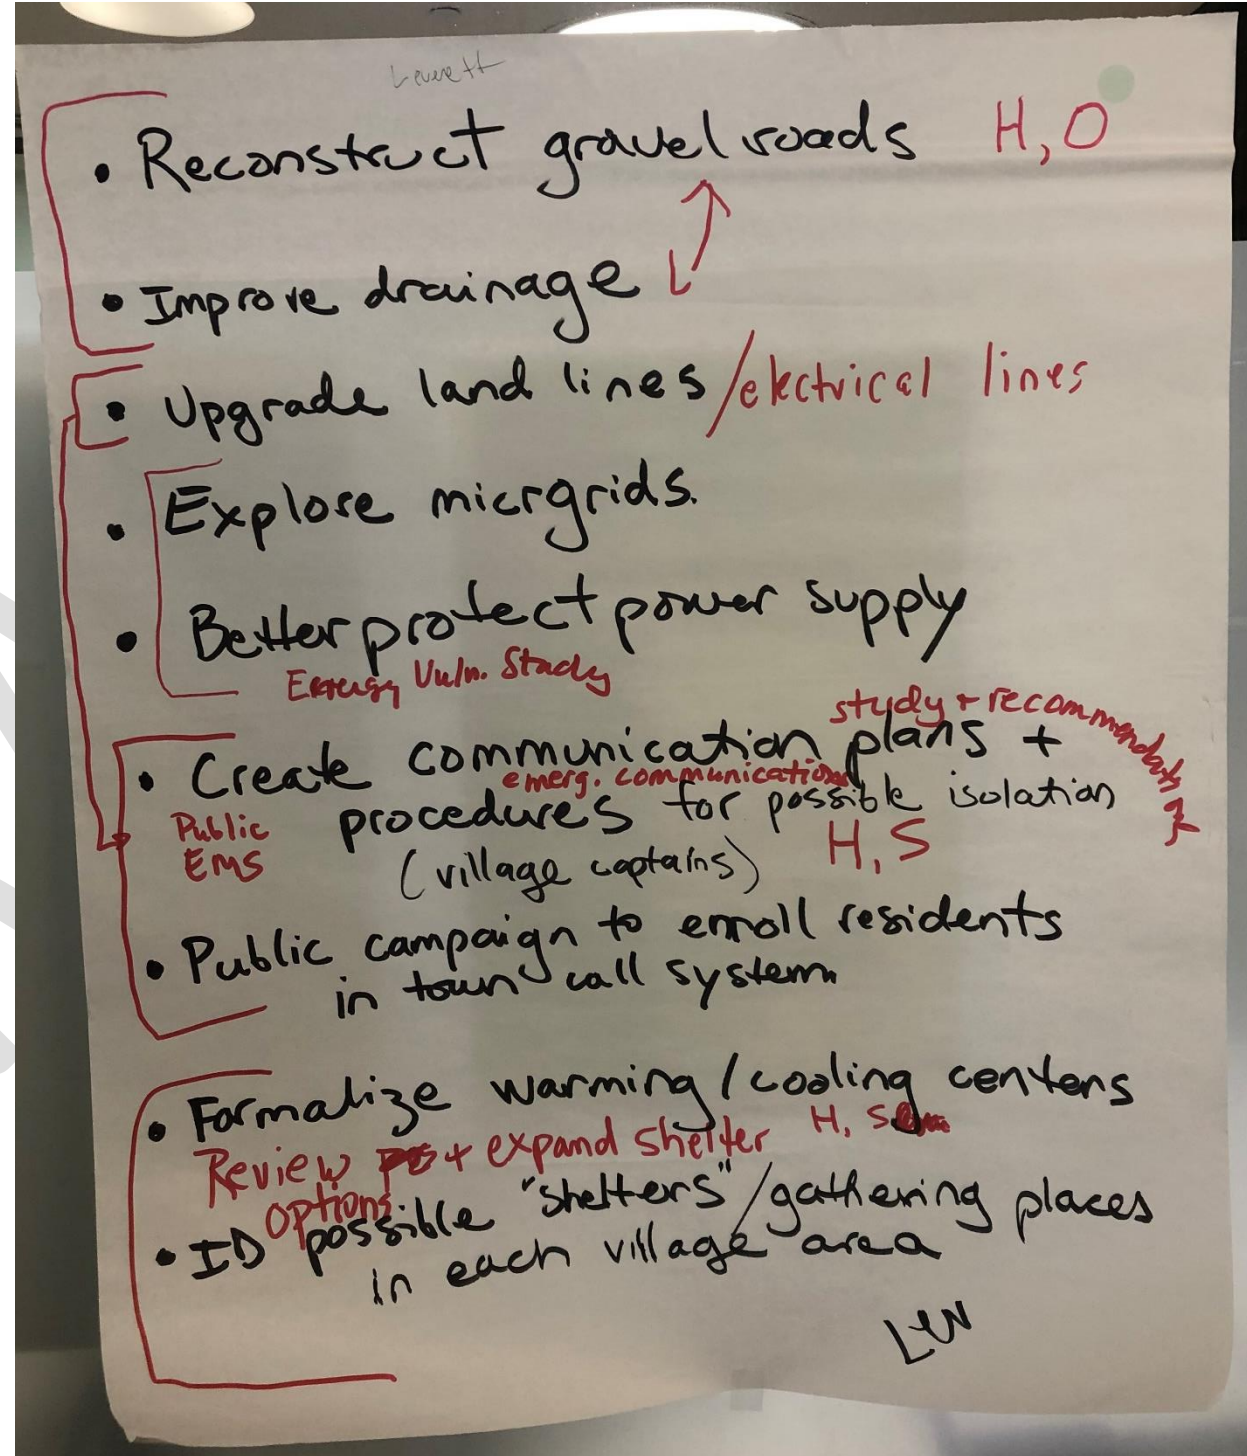 Leverett
• Reconstruct gravel roads H, O
• Improve drainage
• Upgrade land lines / electrical lines
• Explore micrgrids.
• Better protect power supply
Energy Vuln. Study
study + recommendats
• Create communication plans +
emerg. communication
procedures for possible isolation
Public
EMS
(village captains) H, S
• Public campaign to enroll residents
in town call system
• Formalize warming / cooling centers
Review + expand shelter H, S
options
• ID possible "shelters" / gathering places
in each village area
Lev